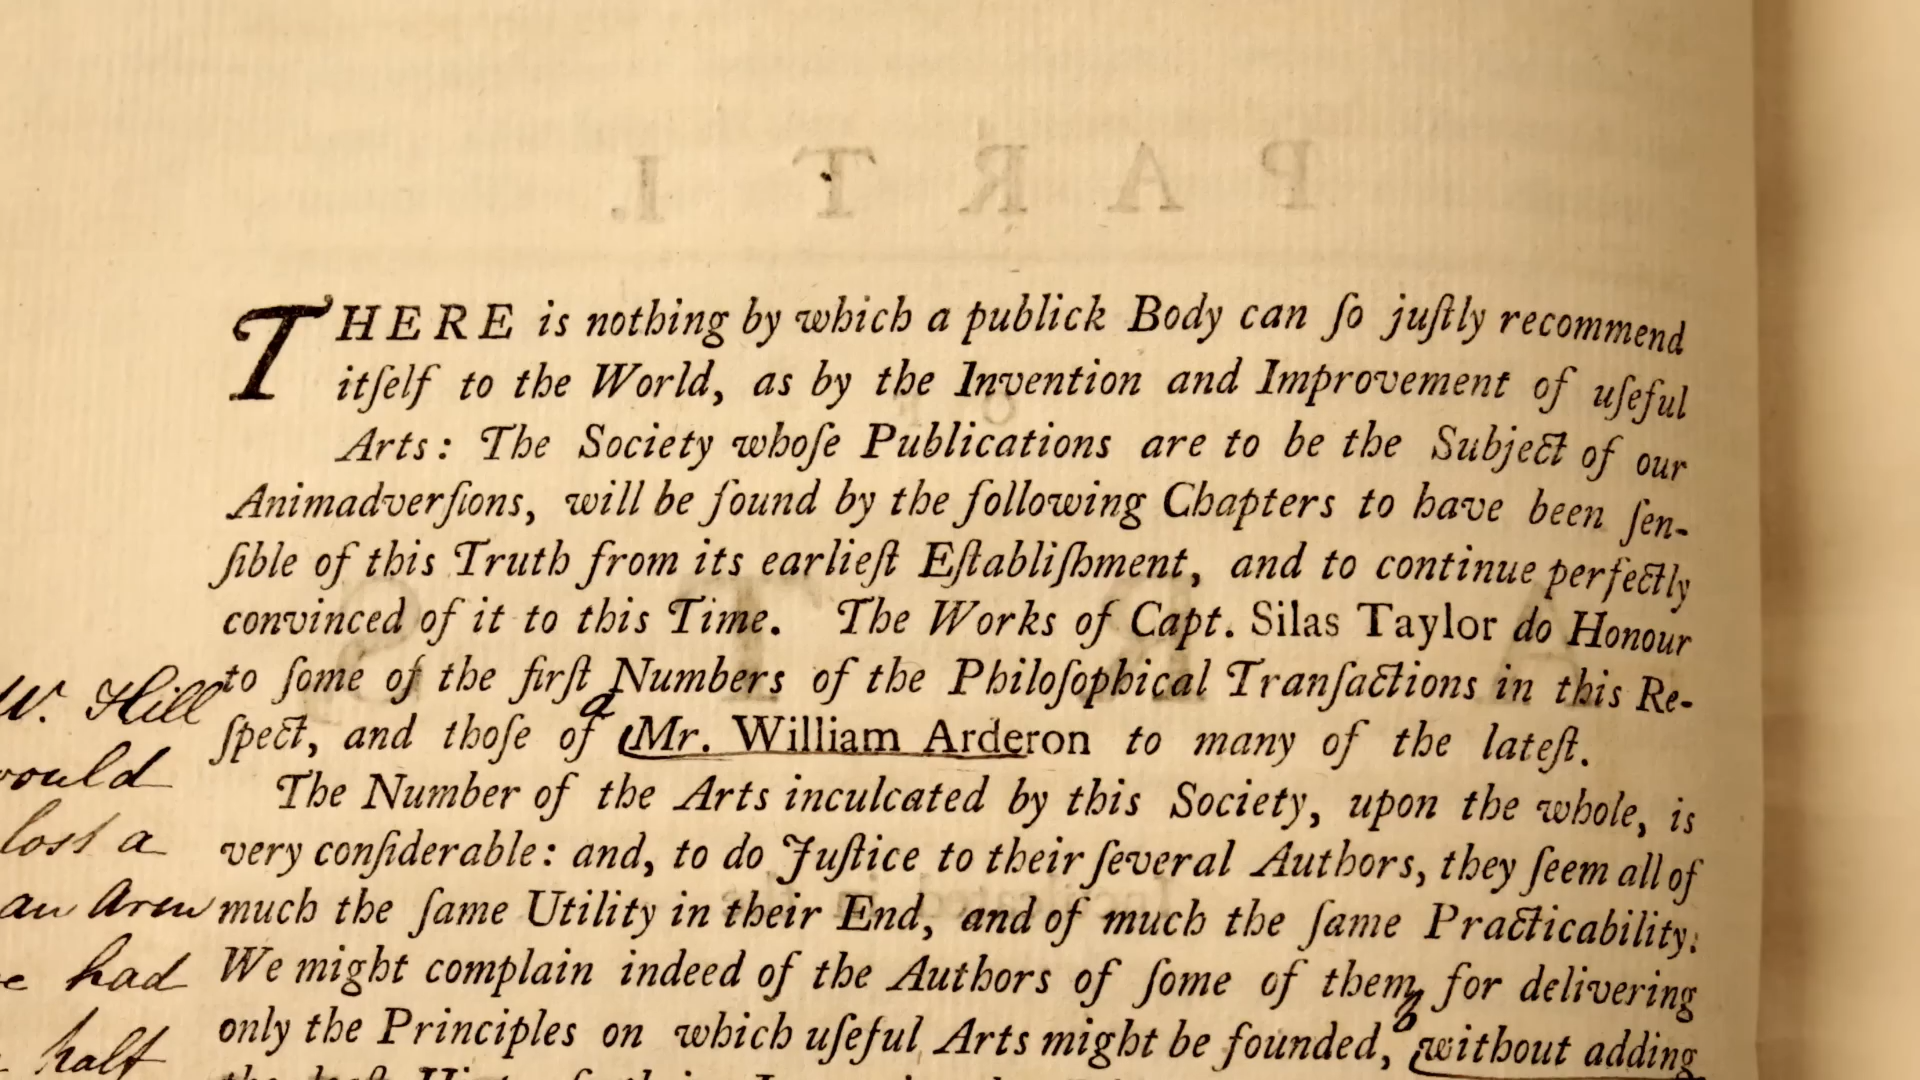 PART I.
THERE is nothing by which a publick Body can ſo juſtly recommend
itſelf to the World, as by the Invention and Improvement of uſeful
Arts: The Society whoſe Publications are to be the Subject of our
Animadverſions, will be found by the following Chapters to have been ſen-
ſible of this Truth from its earlieſt Eſtabliſhment, and to continue perfectly
convinced of it to this Time. The Works of Capt. Silas Taylor do Honour
to ſome of the firſt Numbers of the Philoſophical Tranſactions in this Re-
ſpect, and thoſe of Mr. William Arderon to many of the lateſt.
The Number of the Arts inculcated by this Society, upon the whole, is
very conſiderable: and, to do Juſtice to their ſeveral Authors, they ſeem all of
much the ſame Utility in their End, and of much the ſame Practicability.
We might complain indeed of the Authors of ſome of them, for delivering
only the Principles on which uſeful Arts might be founded, without adding
W. Hill
would
lost a
an
had
half
a
b